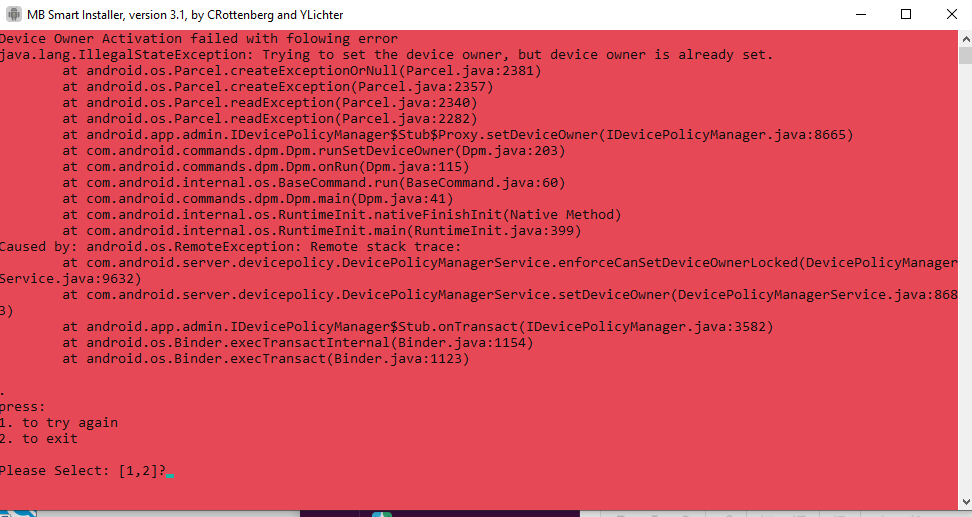 MB Smart Installer, version 3.1, by CRottenberg and YLichter
Device Owner Activation failed with folowing error
java.lang.IllegalStateException: Trying to set the device owner, but device owner is already set.
        at android.os.Parcel.createExceptionOrNull(Parcel.java:2381)
        at android.os.Parcel.createException(Parcel.java:2357)
        at android.os.Parcel.readException(Parcel.java:2340)
        at android.os.Parcel.readException(Parcel.java:2282)
        at android.app.admin.IDevicePolicyManager$Stub$Proxy.setDeviceOwner(IDevicePolicyManager.java:8665)
        at com.android.commands.dpm.Dpm.runSetDeviceOwner(Dpm.java:203)
        at com.android.commands.dpm.Dpm.onRun(Dpm.java:115)
        at com.android.internal.os.BaseCommand.run(BaseCommand.java:60)
        at com.android.commands.dpm.Dpm.main(Dpm.java:41)
        at com.android.internal.os.RuntimeInit.nativeFinishInit(Native Method)
        at com.android.internal.os.RuntimeInit.main(RuntimeInit.java:399)
Caused by: android.os.RemoteException: Remote stack trace:
        at com.android.server.devicepolicy.DevicePolicyManagerService.enforceCanSetDeviceOwnerLocked(DevicePolicyManager
Service.java:9632)
        at com.android.server.devicepolicy.DevicePolicyManagerService.setDeviceOwner(DevicePolicyManagerService.java:868
3)
        at android.app.admin.IDevicePolicyManager$Stub.onTransact(IDevicePolicyManager.java:3582)
        at android.os.Binder.execTransactInternal(Binder.java:1154)
        at android.os.Binder.execTransact(Binder.java:1123)
.
press:
1. to try again
2. to exit
Please Select: [1,2]?